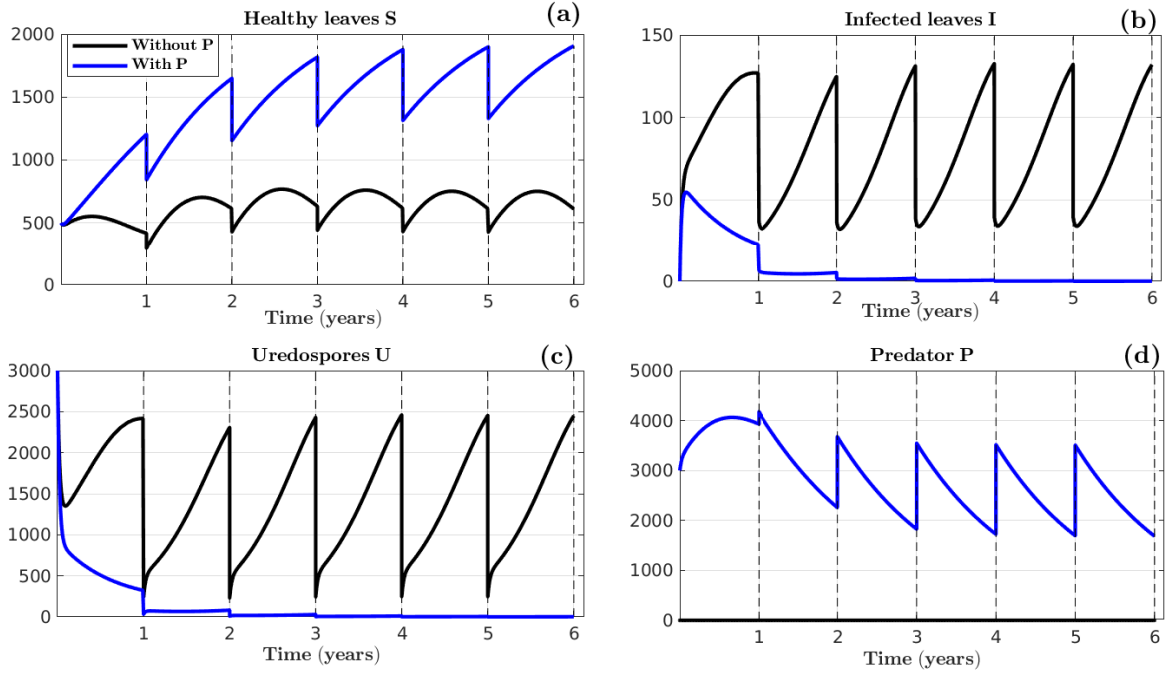 Healthy leaves S
(a)
2000
1500
1000
500
0
Without P
With P
1 2 3 4 5 6
Time (years)
Infected leaves I
(b)
150
100
50
0
1 2 3 4 5 6
Time (years)
Uredospores U
(c)
3000
2500
2000
1500
1000
500
0
1 2 3 4 5 6
Time (years)
Predator P
(d)
5000
4000
3000
2000
1000
0
1 2 3 4 5 6
Time (years)